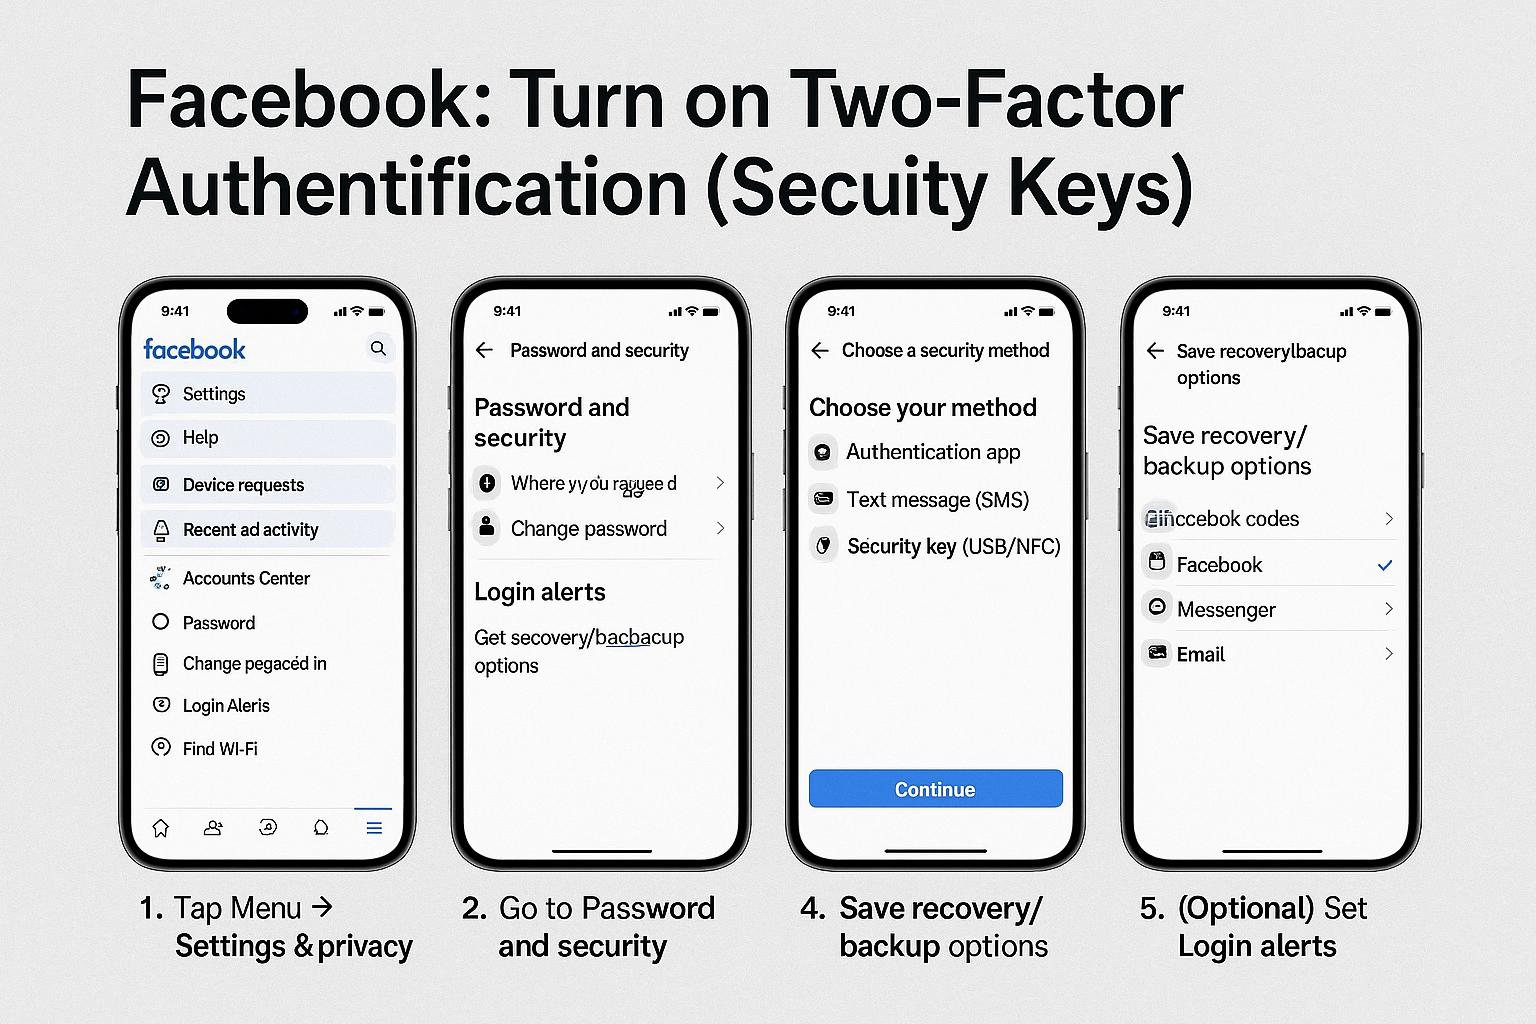 Facebook: Turn on Two-Factor
Authentification (Secuity Keys)
9:41
facebook
Settings
Help
Device requests
Recent ad activity
Accounts Center
Password
Change pegacéd in
Login Aleris
Find WI-Fi
1. Tap Menu →
Settings & privacy
9:41
← Password and security
Password and
security
Where you
Change password
Login alerts
Get secovery/bacbacup
options
2. Go to Password
and security
9:41
← Choose a security method
Choose your method
Authentication app
Text message (SMS)
Security key (USB/NFC)
Continue
4. Save recovery/
backup options
9:41
← Save recoverylbacup
options
Save recovery/
backup options
codes
Facebook
Messenger
Email
5. (Optional) Set
Login alerts